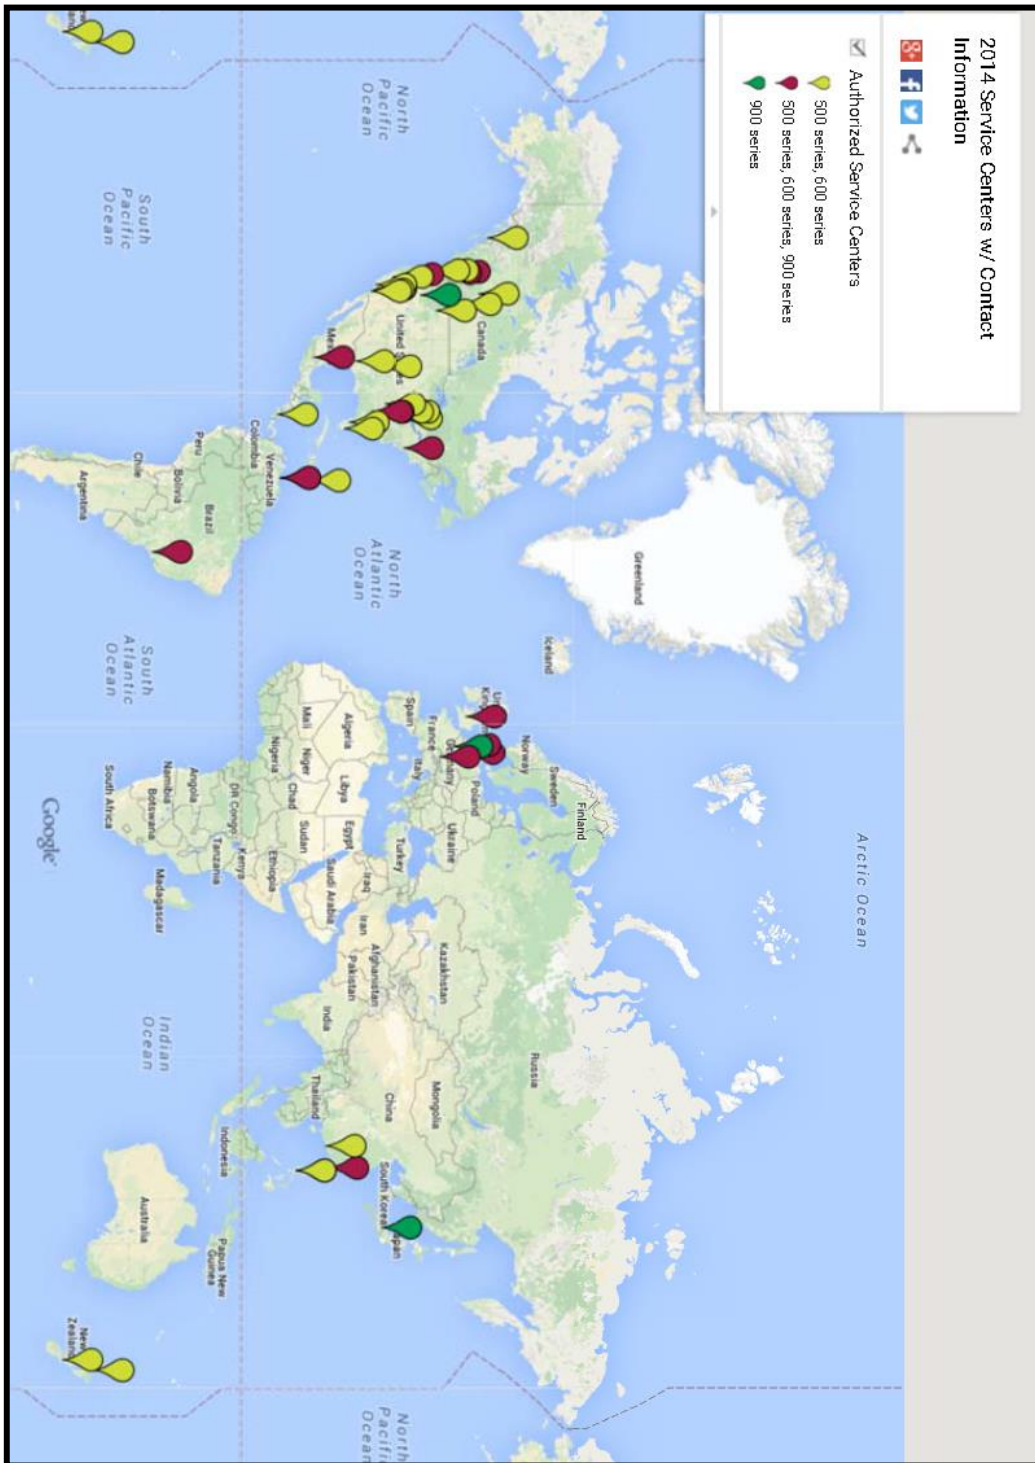 2014 Service Centers w/ Contact
Information
Authorized Service Centers
500 series, 600 series
500 series, 600 series, 900 series
900 series
Arctic Ocean
Greenland
Iceland
Finland
Sweden
Norway
Russia
Canada
United
Poland
Ukraine
Kazakhstan
Mongolia
France
Spain
Italy
Turkey
China
South Korea
North
Pacific
Ocean
North
Atlantic
Ocean
North
Pacific
Ocean
Algeria
Libya
Egypt
Iraq
Iran
Afghanistan
Pakistan
Saudi Arabia
India
Thailand
Mali
Niger
Chad
Sudan
Nigeria
Ethiopia
Venezuela
Colombia
DR Congo
Kenya
Tanzania
Indonesia
Papua New
Guinea
Peru
Brazil
Bolivia
Chile
Argentina
Angola
Namibia
Botswana
Madagascar
South Africa
South
Pacific
Ocean
South
Atlantic
Ocean
Indian
Ocean
Australia
New
Zealand
Google